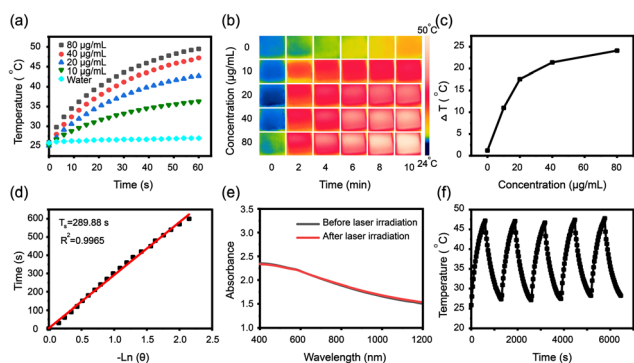 (a)
Temperature (°C)
50
45
40
35
30
25
80 µg/mL
40 µg/mL
20 µg/mL
10 µg/mL
Water
0 10 20 30 40 50 60
Time (s)
(b)
Concentration (µg/mL)
0
10
20
40
80
50°C
24°C
0 2 4 6 8 10
Time (min)
(c)
Δ T (°C)
25
20
15
10
5
0
0 20 40 60 80
Concentration (µg/mL)
(d)
Time (s)
600
500
400
300
200
100
0
Ts=289.88 s
R²=0.9965
0.0 0.5 1.0 1.5 2.0 2.5
-Ln (θ)
(e)
Absorbance
3.5
3.0
2.5
2.0
1.5
1.0
Before laser irradiation
After laser irradiation
400 600 800 1000 1200
Wavelength (nm)
(f)
Temperature (°C)
50
45
40
35
30
25
20
0 2000 4000 6000
Time (s)